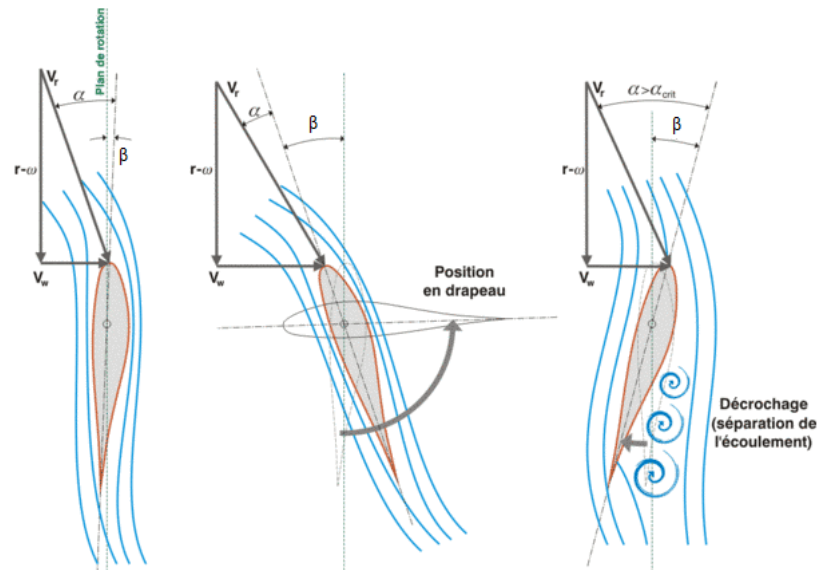 Plan de rotation
Vr
α
β
r-ω
Vw
Vr
α
β
r-ω
Vw
Position
en drapeau
Vr
α>αcrit
β
r-ω
Vw
Décrochage
(séparation de
l'écoulement)